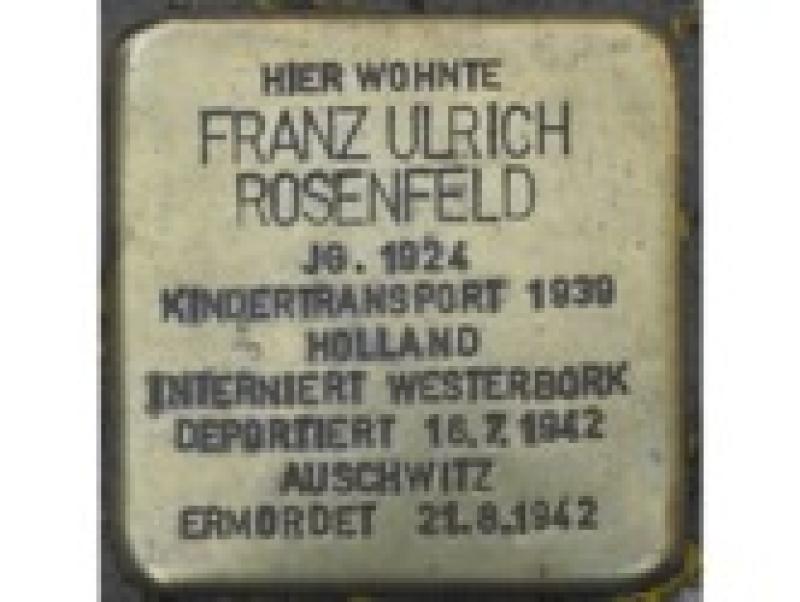 HIER WOHNTE
FRANZ ULRICH
ROSENFELD
JG. 1924
KINDERTRANSPORT 1939
HOLLAND
INTERNIERT WESTERBORK
DEPORTIERT 16.7.1942
AUSCHWITZ
ERMORDET 21.8.1942